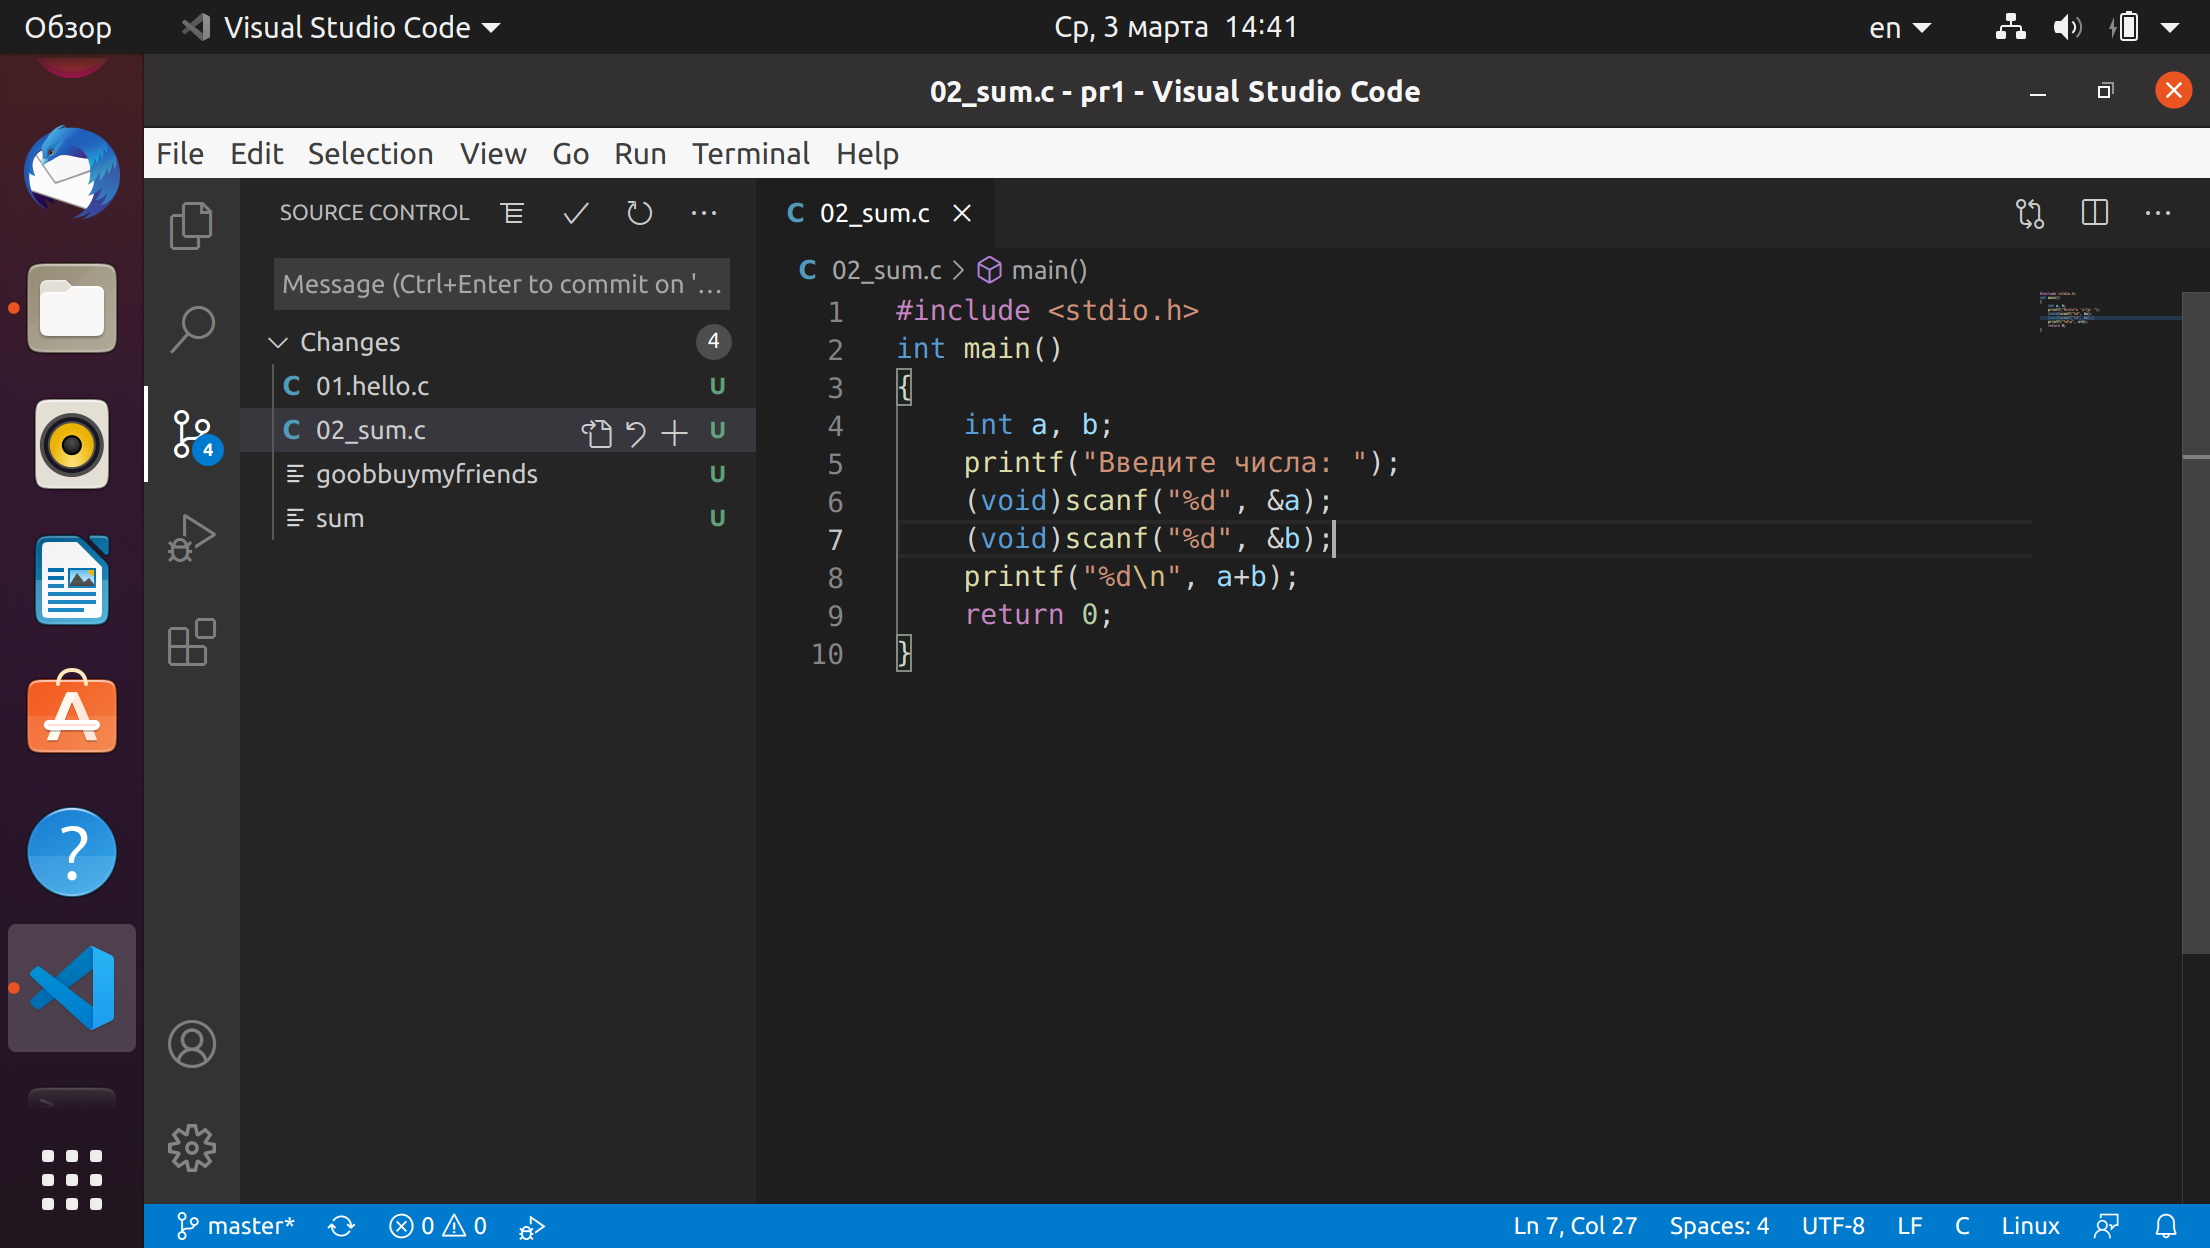 Обзор
Visual Studio Code
Ср, 3 марта 14:41
en
02_sum.c - pr1 - Visual Studio Code
File Edit Selection View Go Run Terminal Help
SOURCE CONTROL
Message (Ctrl+Enter to commit on '...
Changes 4
C 01.hello.c U
C 02_sum.c U
goobbuymyfriends U
sum U
4
C 02_sum.c
C 02_sum.c > main()
1 #include <stdio.h>
2 int main()
3 {
4 int a, b;
5 printf("Введите числа: ");
6 (void)scanf("%d", &a);
7 (void)scanf("%d", &b);
8 printf("%d\n", a+b);
9 return 0;
10 }
master* 0 0
Ln 7, Col 27 Spaces: 4 UTF-8 LF C Linux